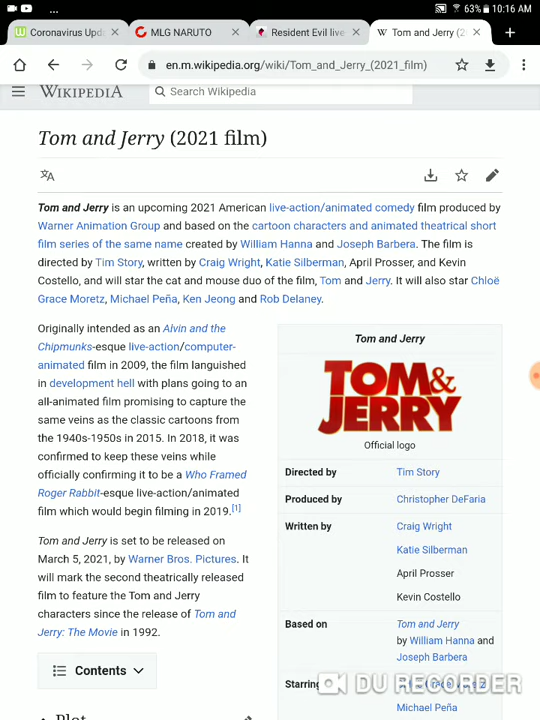 63% 10:16 AM
Coronavirus Upd
MLG NARUTO
Resident Evil live
Tom and Jerry (2
en.m.wikipedia.org/wiki/Tom_and_Jerry_(2021_film)
WIKIPEDIA
Search Wikipedia
Tom and Jerry (2021 film)
Tom and Jerry is an upcoming 2021 American live-action/animated comedy film produced by
Warner Animation Group and based on the cartoon characters and animated theatrical short
film series of the same name created by William Hanna and Joseph Barbera. The film is
directed by Tim Story, written by Craig Wright, Katie Silberman, April Prosser, and Kevin
Costello, and will star the cat and mouse duo of the film, Tom and Jerry. It will also star Chloë
Grace Moretz, Michael Peña, Ken Jeong and Rob Delaney.
Originally intended as an Alvin and the
Chipmunks-esque live-action/computer-
animated film in 2009, the film languished
in development hell with plans going to an
all-animated film promising to capture the
same veins as the classic cartoons from
the 1940s-1950s in 2015. In 2018, it was
confirmed to keep these veins while
officially confirming it to be a Who Framed
Roger Rabbit-esque live-action/animated
film which would begin filming in 2019.[1]
Tom and Jerry is set to be released on
March 5, 2021, by Warner Bros. Pictures. It
will mark the second theatrically released
film to feature the Tom and Jerry
characters since the release of Tom and
Jerry: The Movie in 1992.
Contents
Plot
Tom and Jerry
TOM &
JERRY
Official logo
Directed by Tim Story
Produced by Christopher DeFaria
Written by Craig Wright
Katie Silberman
April Prosser
Kevin Costello
Based on Tom and Jerry
by William Hanna and
Joseph Barbera
Starring
Michael Peña
DU RECORDER